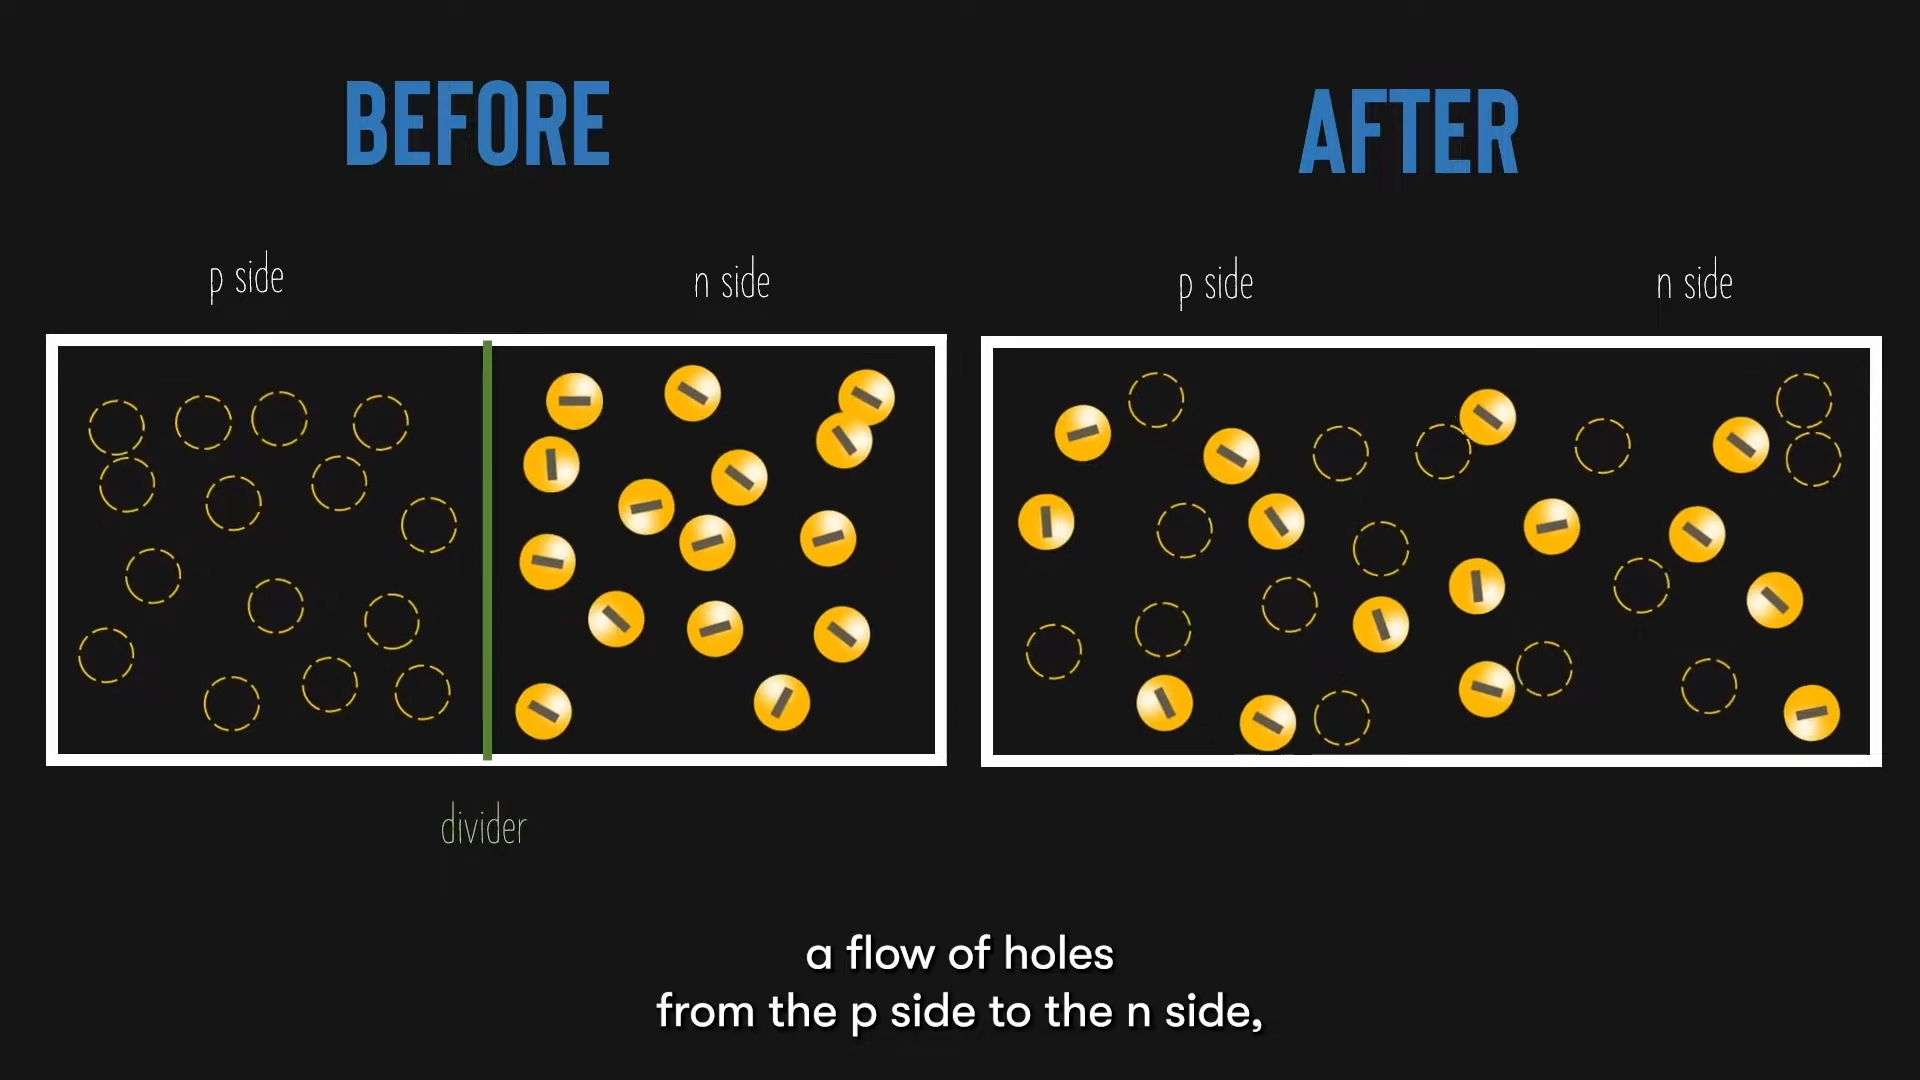 BEFORE
AFTER
p side
n side
p side
n side
divider
a flow of holes
from the p side to the n side,